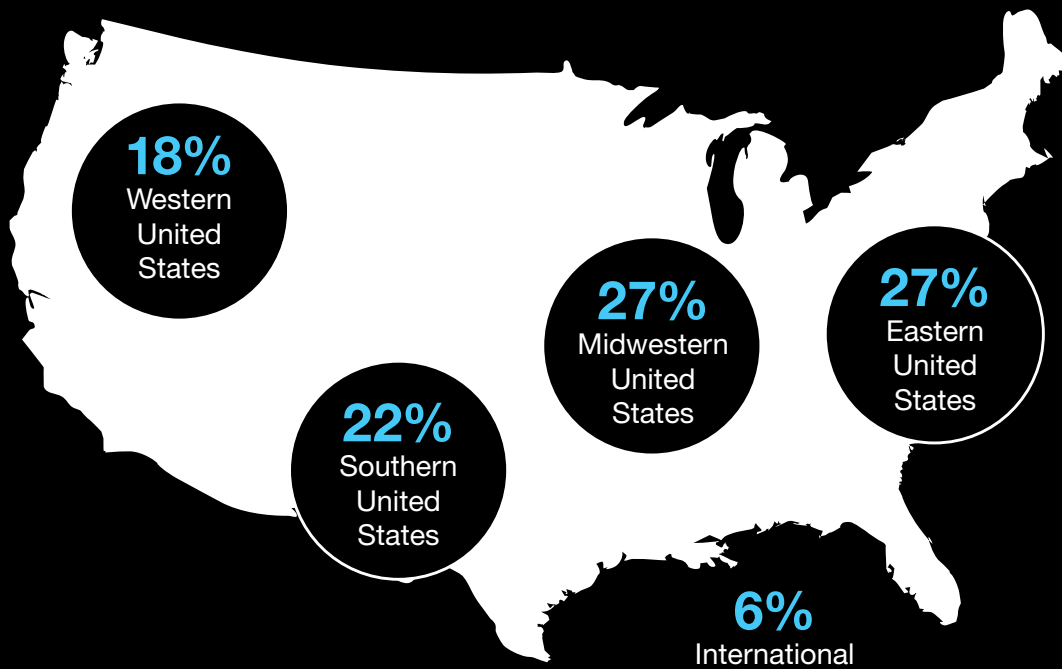 18%
Western
United
States
27%
Midwestern
United
States
27%
Eastern
United
States
22%
Southern
United
States
6%
International